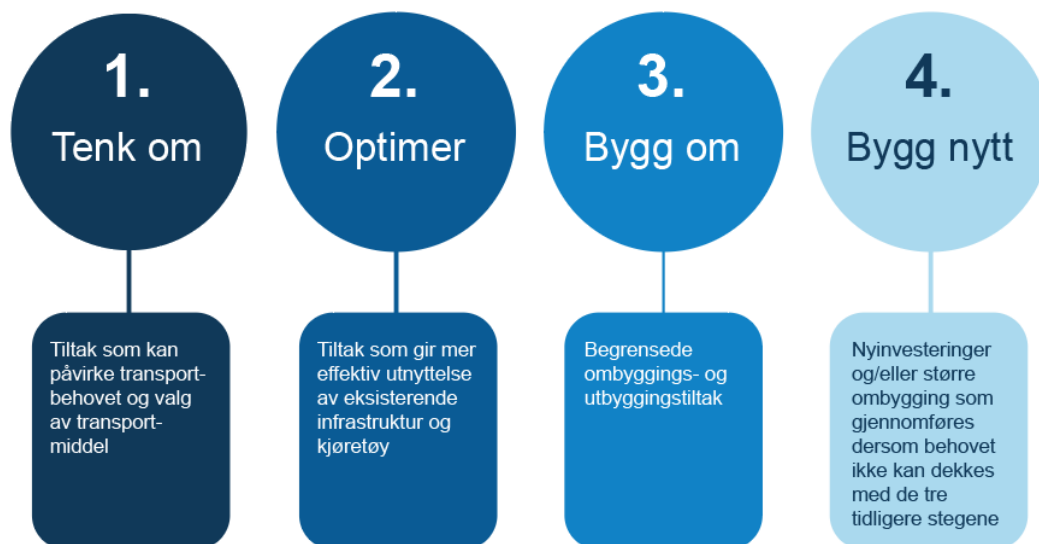 1.
Tenk om
Tiltak som kan
påvirke transport-
behovet og valg
av transport-
middel
2.
Optimer
Tiltak som gir mer
effektiv utnyttelse
av eksisterende
infrastruktur og
kjøretøy
3.
Bygg om
Begrensede
ombyggings- og
utbyggingstiltak
4.
Bygg nytt
Nyinvesteringer
og/eller større
ombygging som
gjennomføres
dersom behovet
ikke kan dekkes
med de tre
tidligere stegene